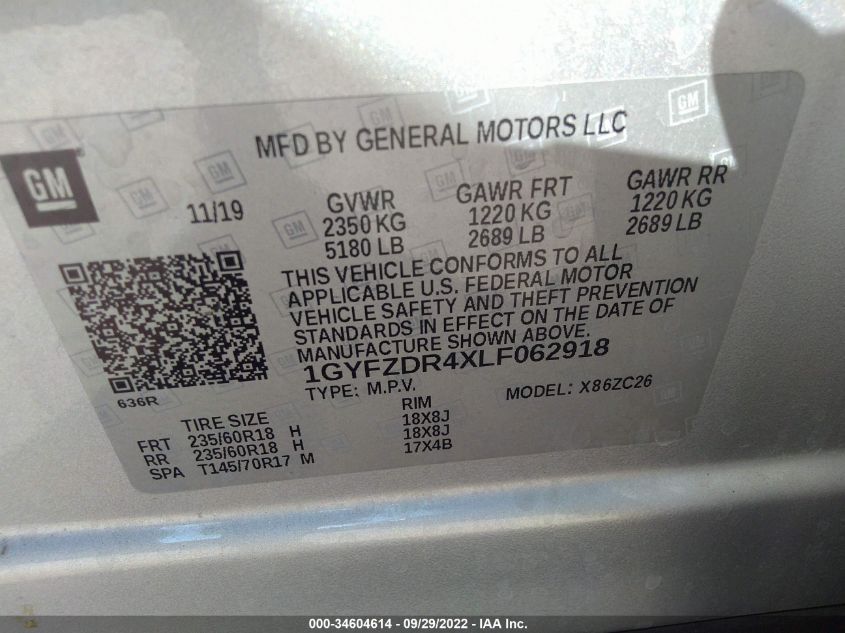 MFD BY GENERAL MOTORS LLC
GM
11/19
GVWR GAWR FRT GAWR RR
2350 KG 1220 KG 1220 KG
5180 LB 2689 LB 2689 LB
THIS VEHICLE CONFORMS TO ALL
APPLICABLE U.S. FEDERAL MOTOR
VEHICLE SAFETY AND THEFT PREVENTION
STANDARDS IN EFFECT ON THE DATE OF
MANUFACTURE SHOWN ABOVE.
1GYFZDR4XLF062918
TYPE: M.P.V. MODEL: X86ZC26
636R
TIRE SIZE RIM
FRT 235/60R18 H 18X8J
RR 235/60R18 H 18X8J
SPA T145/70R17 M 17X4B
000-34604614 - 09/29/2022 - IAA Inc.